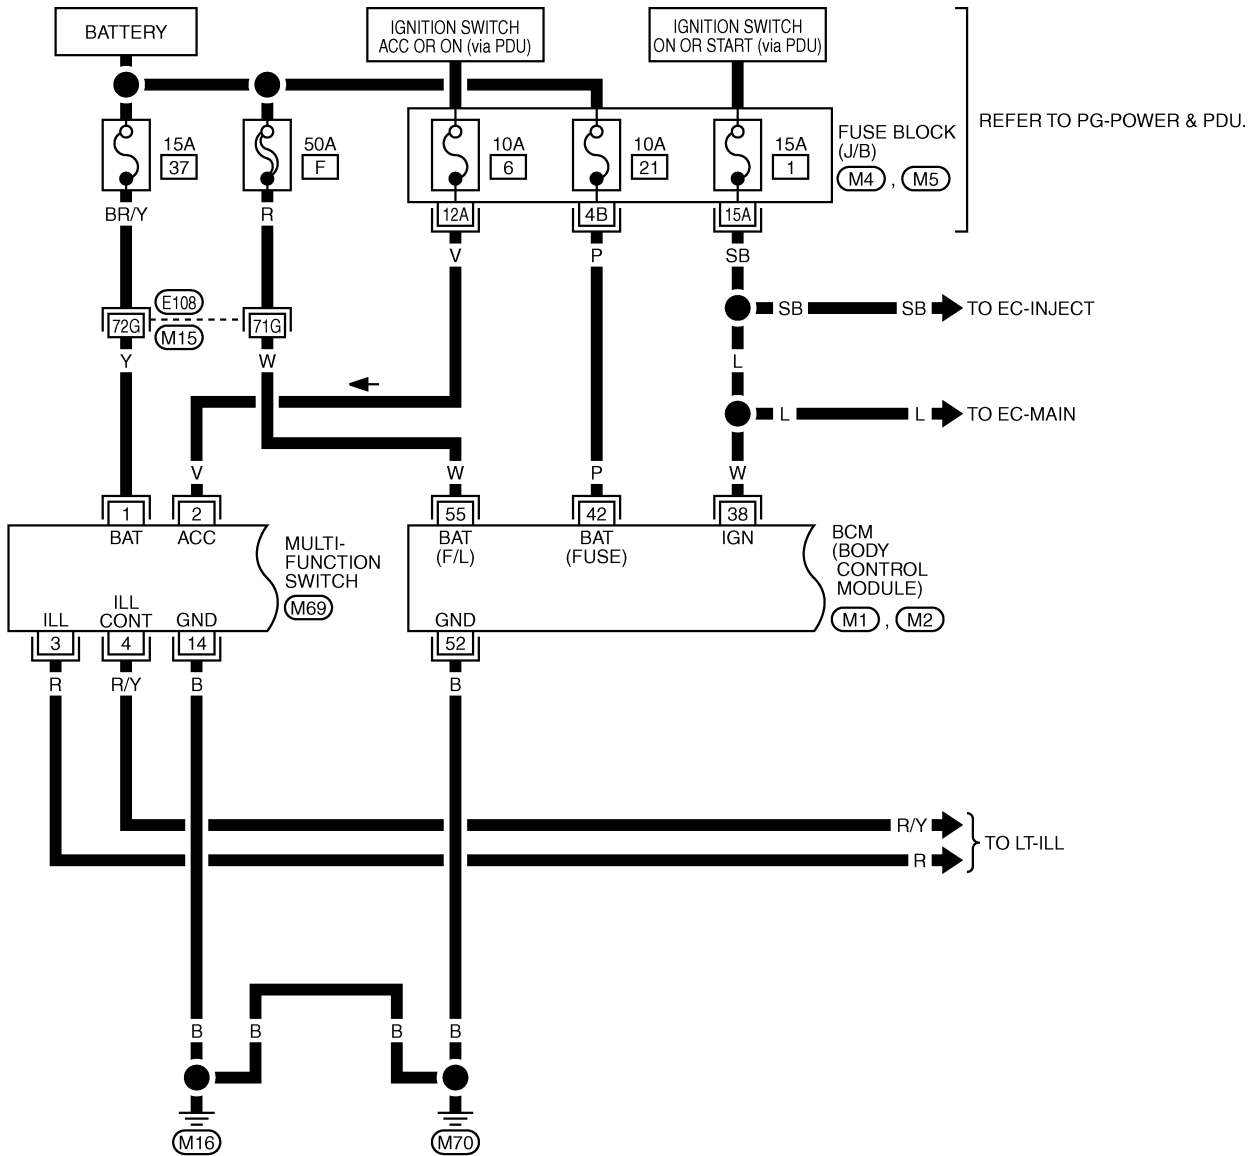 BATTERY
IGNITION SWITCH
ACC OR ON (via PDU)
IGNITION SWITCH
ON OR START (via PDU)
REFER TO PG-POWER & PDU.
15A
37
50A
F
10A
6
10A
21
15A
1
FUSE BLOCK
(J/B)
M4 , M5
BR/Y
R
12A
4B
15A
V
P
SB
E108
72G
71G
M15
SB
SB
TO EC-INJECT
Y
W
L
L
L
TO EC-MAIN
V
W
P
W
1
2
55
42
38
BAT
ACC
BAT
(F/L)
BAT
(FUSE)
IGN
MULTI-
FUNCTION
SWITCH
M69
BCM
(BODY
CONTROL
MODULE)
M1 , M2
ILL
ILL
CONT
GND
GND
3
4
14
52
R
R/Y
B
B
R/Y
R
TO LT-ILL
B
B
B
B
M16
M70